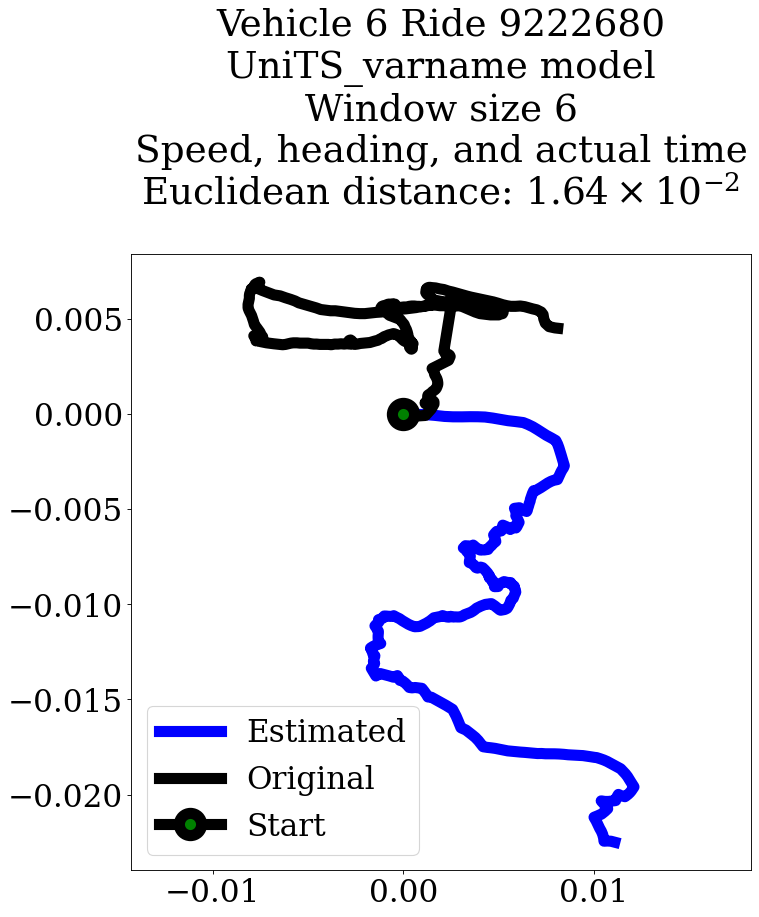 Vehicle 6 Ride 9222680
UniTS_varname model
Window size 6
Speed, heading, and actual time
Euclidean distance: 1.64 × 10⁻²
0.005
0.000
−0.005
−0.010
−0.015
−0.020
Estimated
Original
Start
−0.01 0.00 0.01